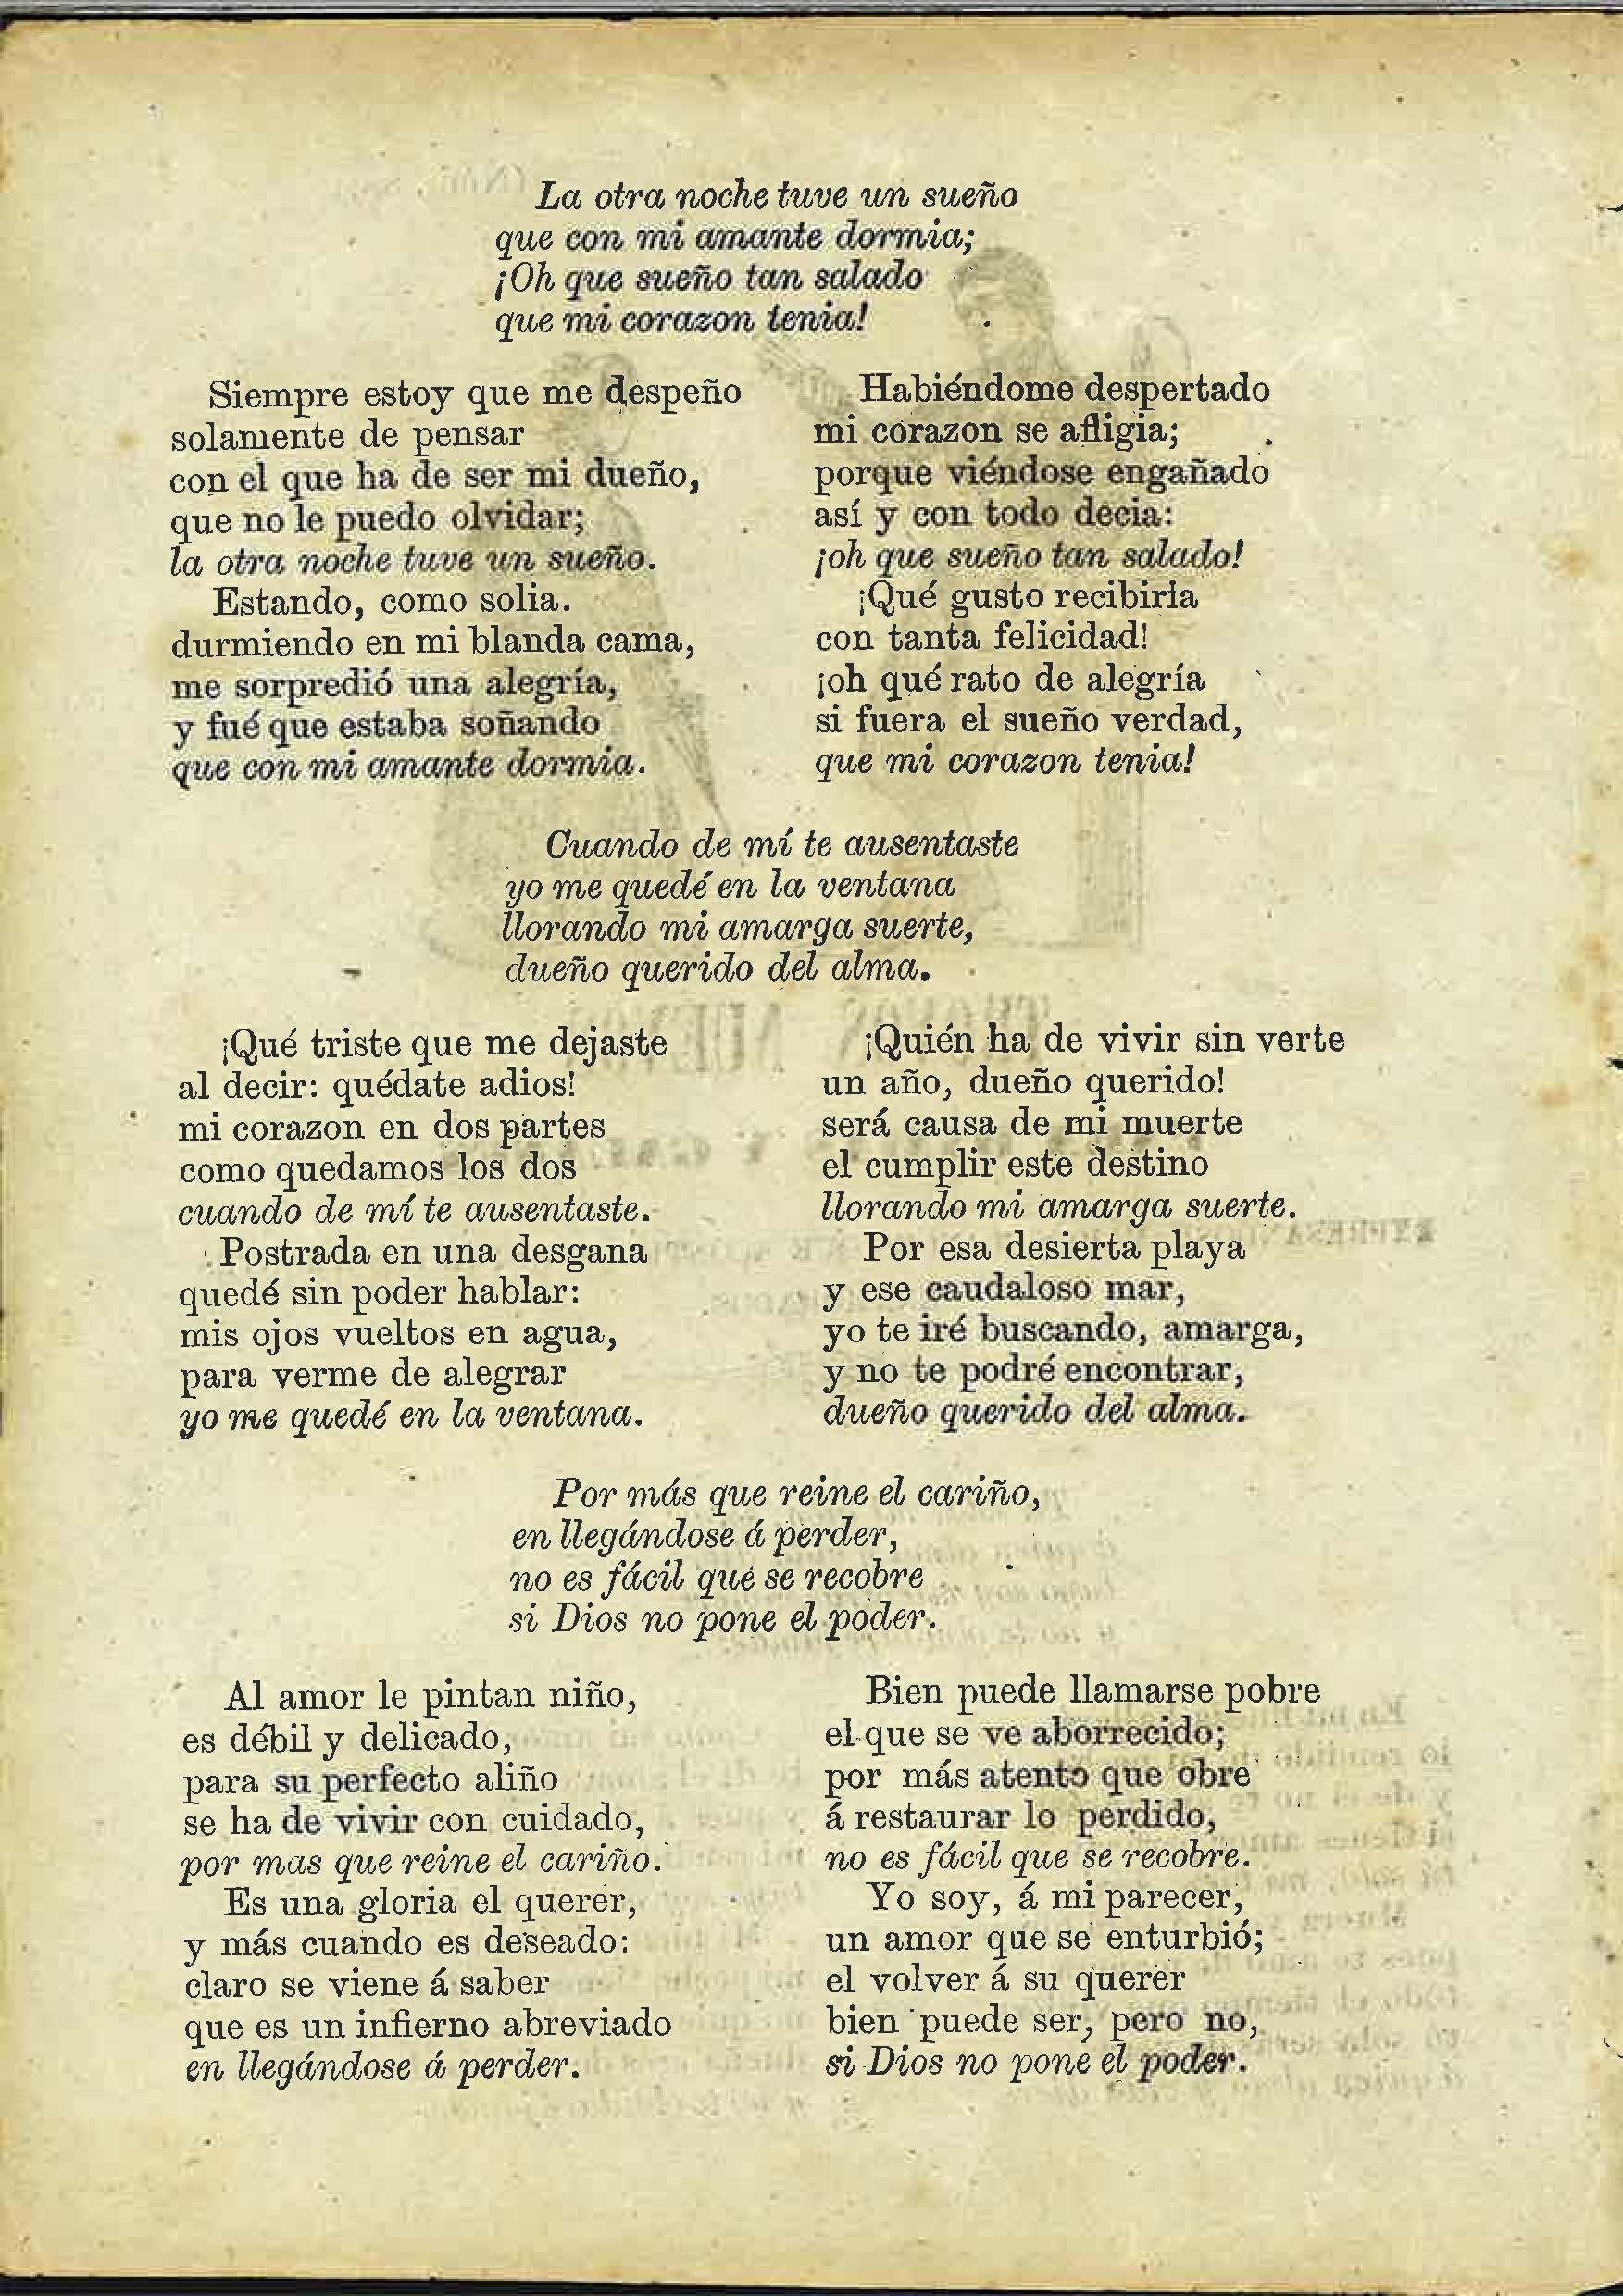 La otra noche tuve un sueño
que con mi amante dormia;
¡Oh que sueño tan salado
que mi corazon tenia!
Siempre estoy que me despeño
solamente de pensar
con el que ha de ser mi dueño,
que no le puedo olvidar;
la otra noche tuve un sueño.
Estando, como solia.
durmiendo en mi blanda cama,
me sorpredió una alegría,
y fué que estaba soñando
que con mi amante dormia.
Habiéndome despertado
mi corazon se afligia;
porque viéndose engañado
así y con todo decia:
¡oh que sueño tan salado!
¡Qué gusto recibiria
con tanta felicidad!
¡oh qué rato de alegría
si fuera el sueño verdad,
que mi corazon tenia!
Cuando de mí te ausentaste
yo me quedé en la ventana
llorando mi amarga suerte,
dueño querido del alma.
¡Qué triste que me dejaste
al decir: quédate adios!
mi corazon en dos partes
como quedamos los dos
cuando de mí te ausentaste.
Postrada en una desgana
quedé sin poder hablar:
mis ojos vueltos en agua,
para verme de alegrar
yo me quedé en la ventana.
¡Quién ha de vivir sin verte
un año, dueño querido!
será causa de mi muerte
el cumplir este destino
llorando mi amarga suerte.
Por esa desierta playa
y ese caudaloso mar,
yo te iré buscando, amarga,
y no te podré encontrar,
dueño querido del alma.
Por más que reine el cariño,
en llegándose á perder,
no es fácil que se recobre
si Dios no pone el poder.
Al amor le pintan niño,
es débil y delicado,
para su perfecto aliño
se ha de vivir con cuidado,
por mas que reine el cariño.
Es una gloria el querer,
y más cuando es deseado:
claro se viene á saber
que es un infierno abreviado
en llegándose á perder.
Bien puede llamarse pobre
el que se ve aborrecido;
por más atento que obre
á restaurar lo perdido,
no es fácil que se recobre.
Yo soy, á mi parecer,
un amor que se enturbió;
el volver á su querer
bien puede ser, pero no,
si Dios no pone el poder.